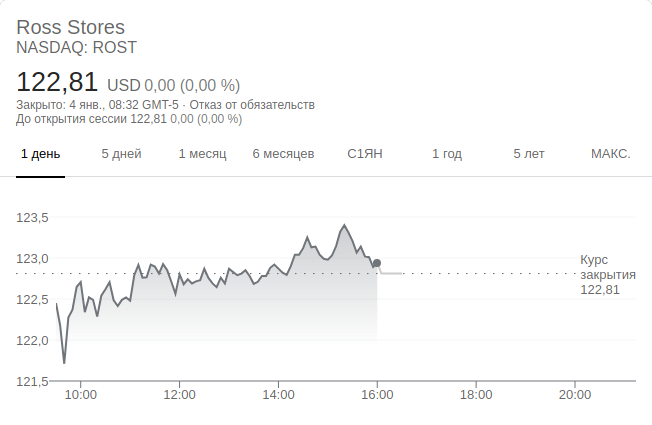 Ross Stores
NASDAQ: ROST
122,81 USD 0,00 (0,00 %)
Закрыто: 4 янв., 08:32 GMT-5 · Отказ от обязательств
До открытия сессии 122,81 0,00 (0,00 %)
1 день 5 дней 1 месяц 6 месяцев С1ЯН 1 год 5 лет МАКС.
123,5
123,0
Курс
закрытия
122,81
122,5
122,0
121,5
10:00 12:00 14:00 16:00 18:00 20:00